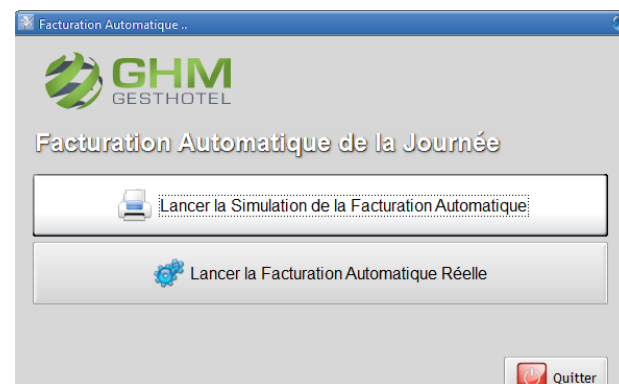 Facturation Automatique ..
GHM
GESTHOTEL
Facturation Automatique de la Journée
Lancer la Simulation de la Facturation Automatique
Lancer la Facturation Automatique Réelle
Quitter